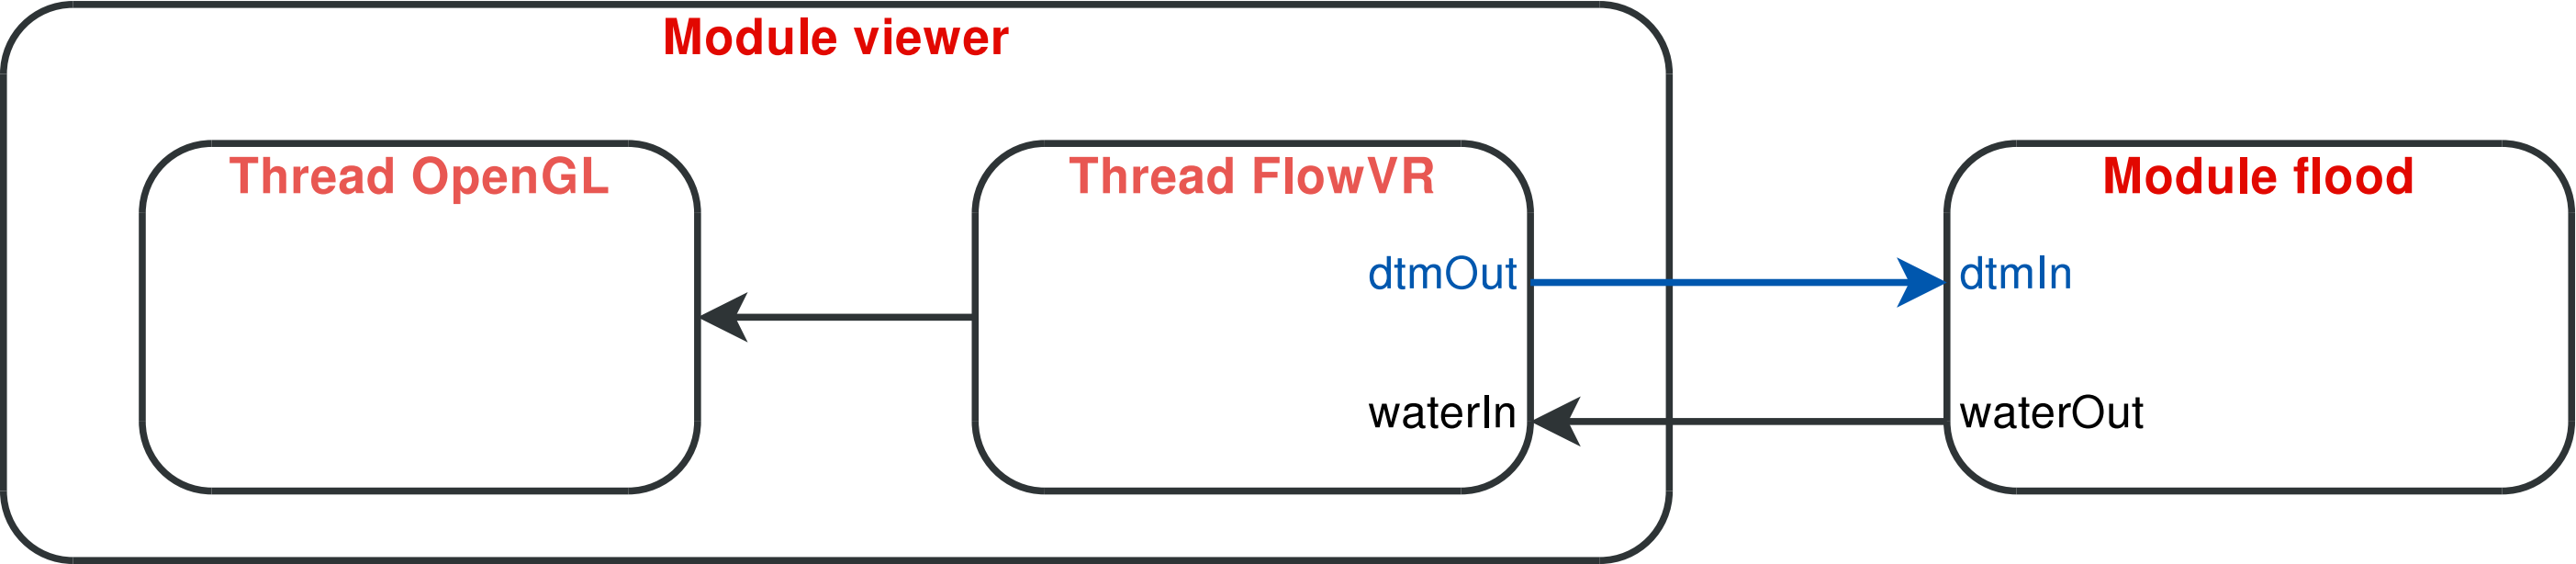 Module viewer
Thread OpenGL
Thread FlowVR
Module flood
dtmOut
dtmIn
waterIn
waterOut